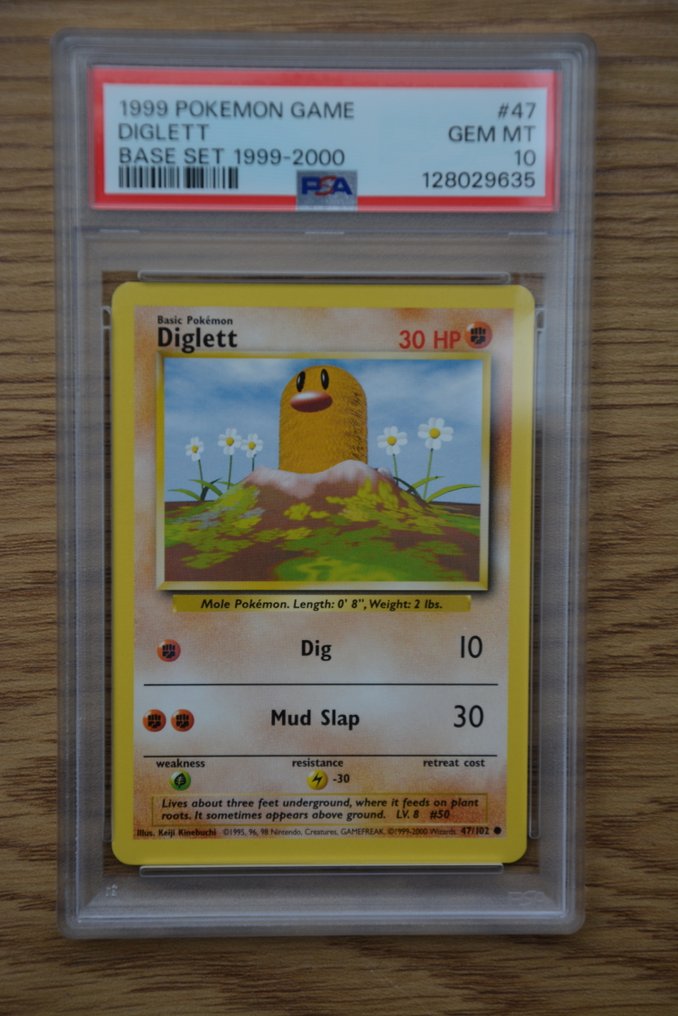 1999 POKEMON GAME #47
DIGLETT GEM MT
BASE SET 1999-2000 10
PSA 128029635
Basic Pokémon
Diglett 30 HP
Mole Pokémon. Length: 0' 8", Weight: 2 lbs.
Dig 10
Mud Slap 30
weakness resistance retreat cost
-30
Lives about three feet underground, where it feeds on plant
roots. It sometimes appears above ground. LV. 8 #50
Illus. Keiji Kinebuchi ©1995, 96, 98 Nintendo, Creatures, GAMEFREAK. ©1999-2000 Wizards. 47/102
PSA